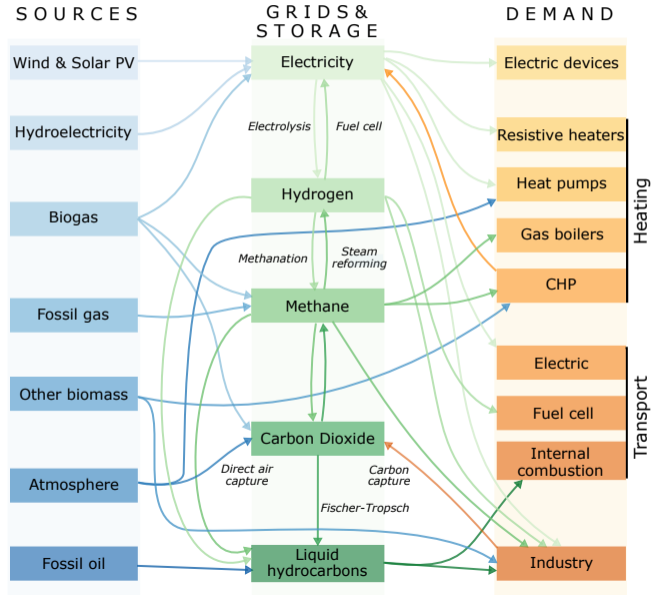 SOURCES
GRIDS&
STORAGE
DEMAND
Wind & Solar PV
Electricity
Electric devices
Hydroelectricity
Electrolysis
Fuel cell
Resistive heaters
Heat pumps
Hydrogen
Biogas
Gas boilers
Heating
Methanation
Steam
reforming
CHP
Fossil gas
Methane
Electric
Other biomass
Fuel cell
Transport
Carbon Dioxide
Internal
combustion
Atmosphere
Direct air
capture
Carbon
capture
Fischer-Tropsch
Fossil oil
Liquid
hydrocarbons
Industry